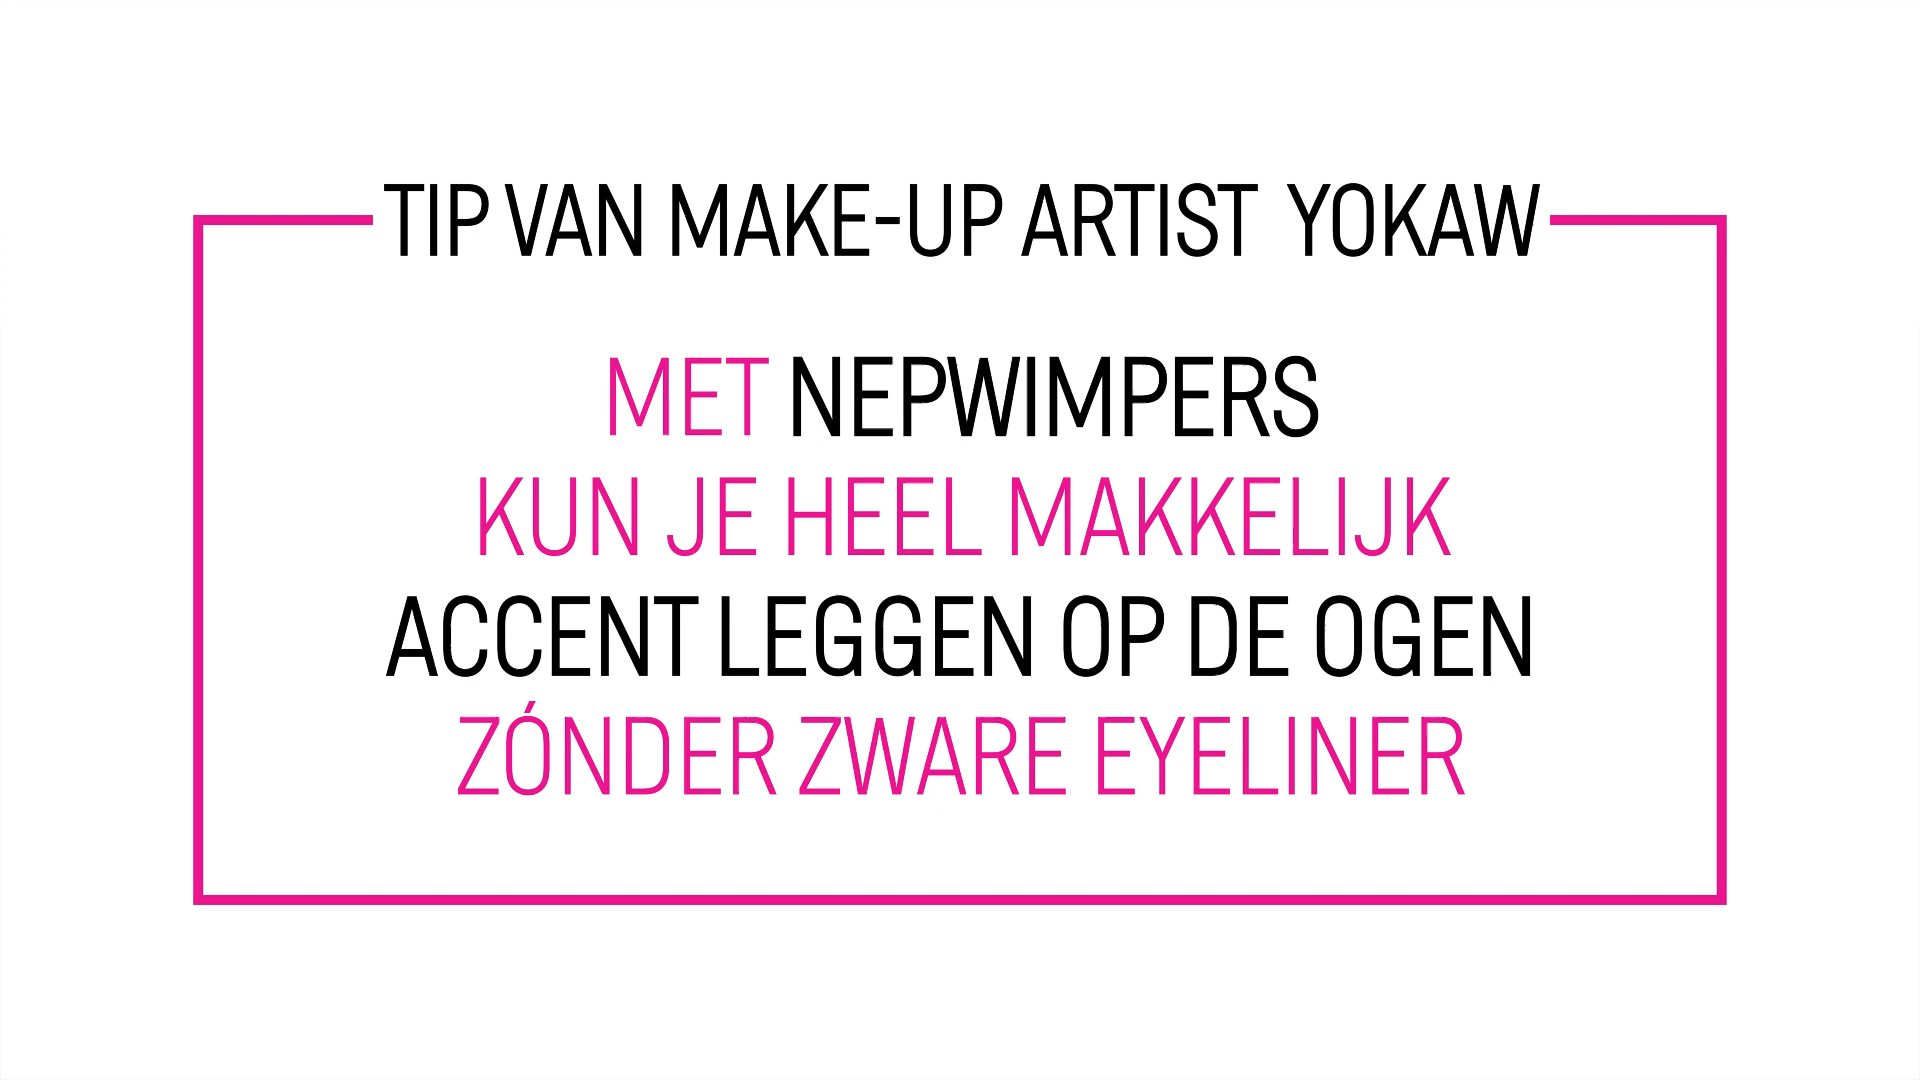 TIP VAN MAKE-UP ARTIST YOKAW
MET NEPWIMPERS
KUN JE HEEL MAKKELIJK
ACCENT LEGGEN OP DE OGEN
ZÓNDER ZWARE EYELINER